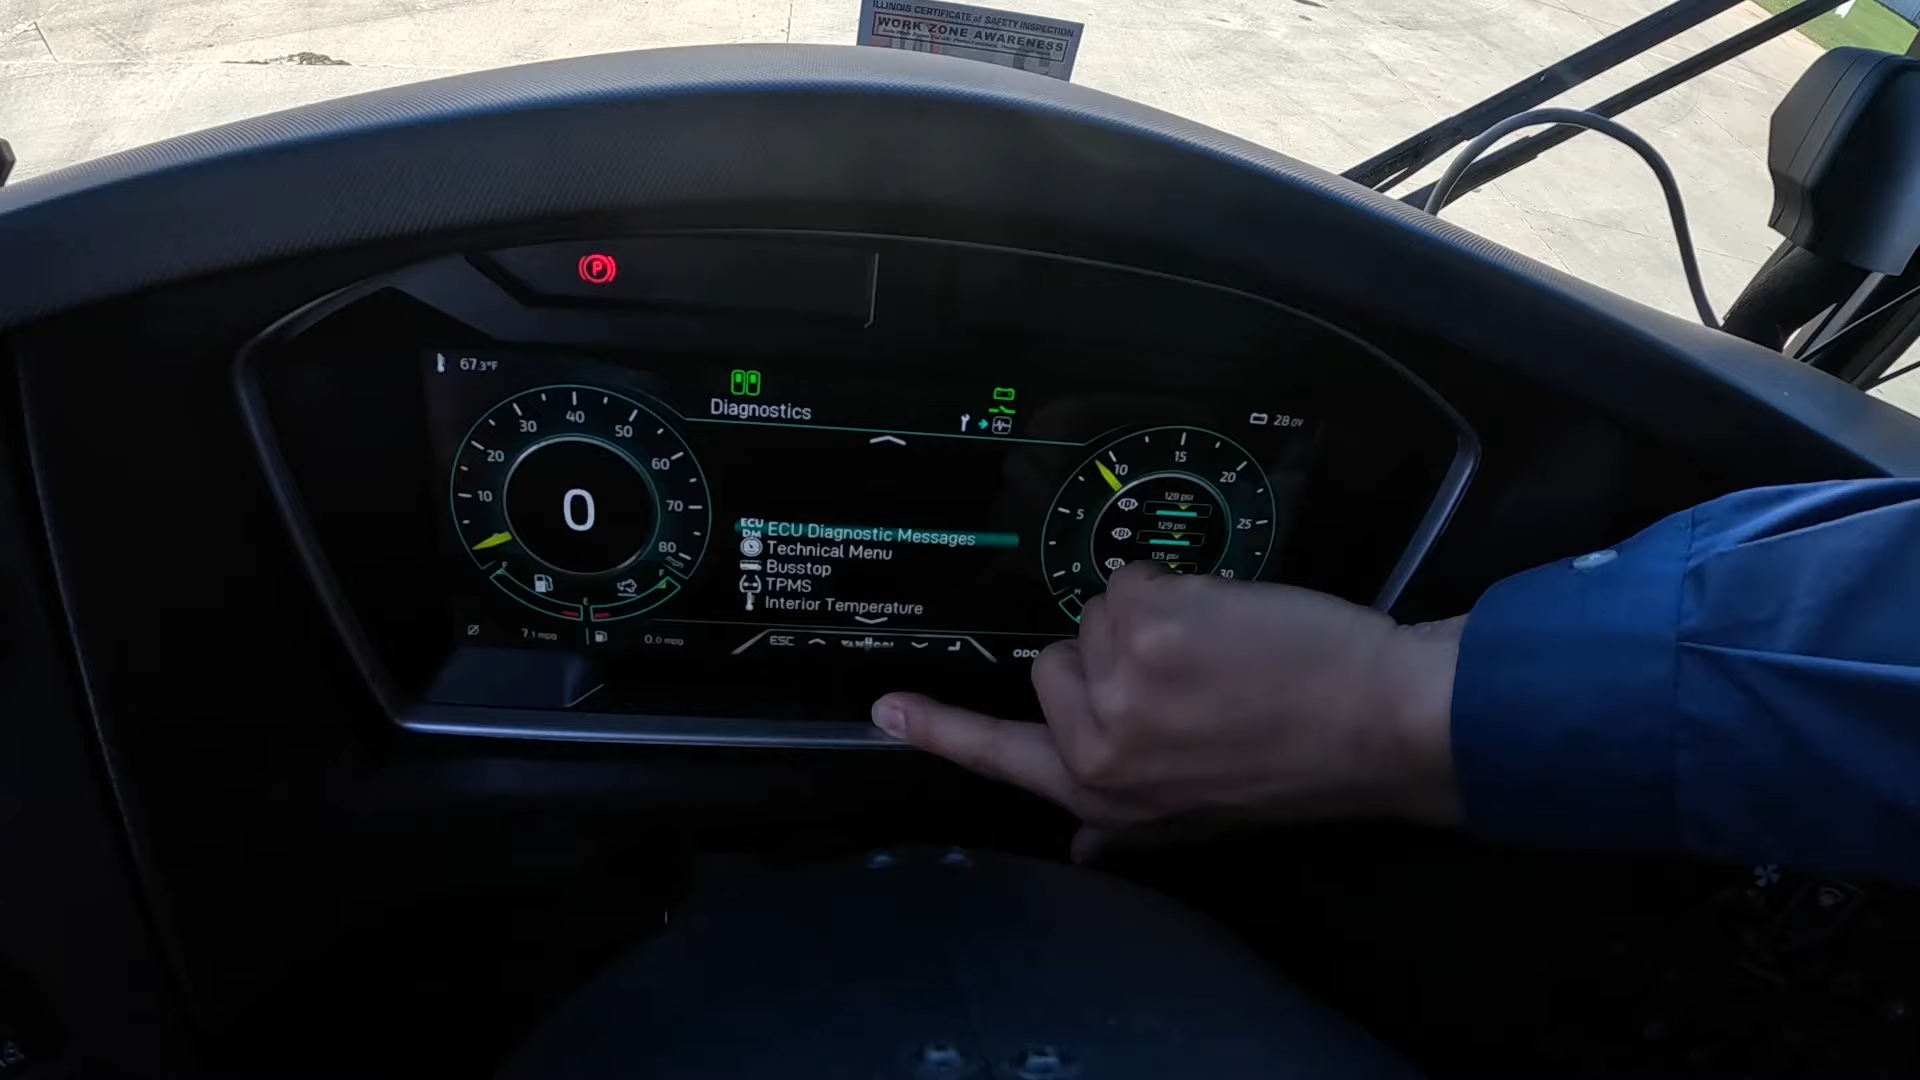 ILLINOIS CERTIFICATE of SAFETY INSPECTION
WORK ZONE AWARENESS
P
67.3°F
Diagnostics
28.0V
10
20
30
40
50
60
70
80
mph
0
0
5
10
15
20
25
30
128 psi
129 psi
135 psi
ECU
DM
ECU Diagnostic Messages
Technical Menu
Busstop
TPMS
Interior Temperature
F
E
F
7.1 mpg
0.0 mpg
ESC
VANHOOL
ODO
H